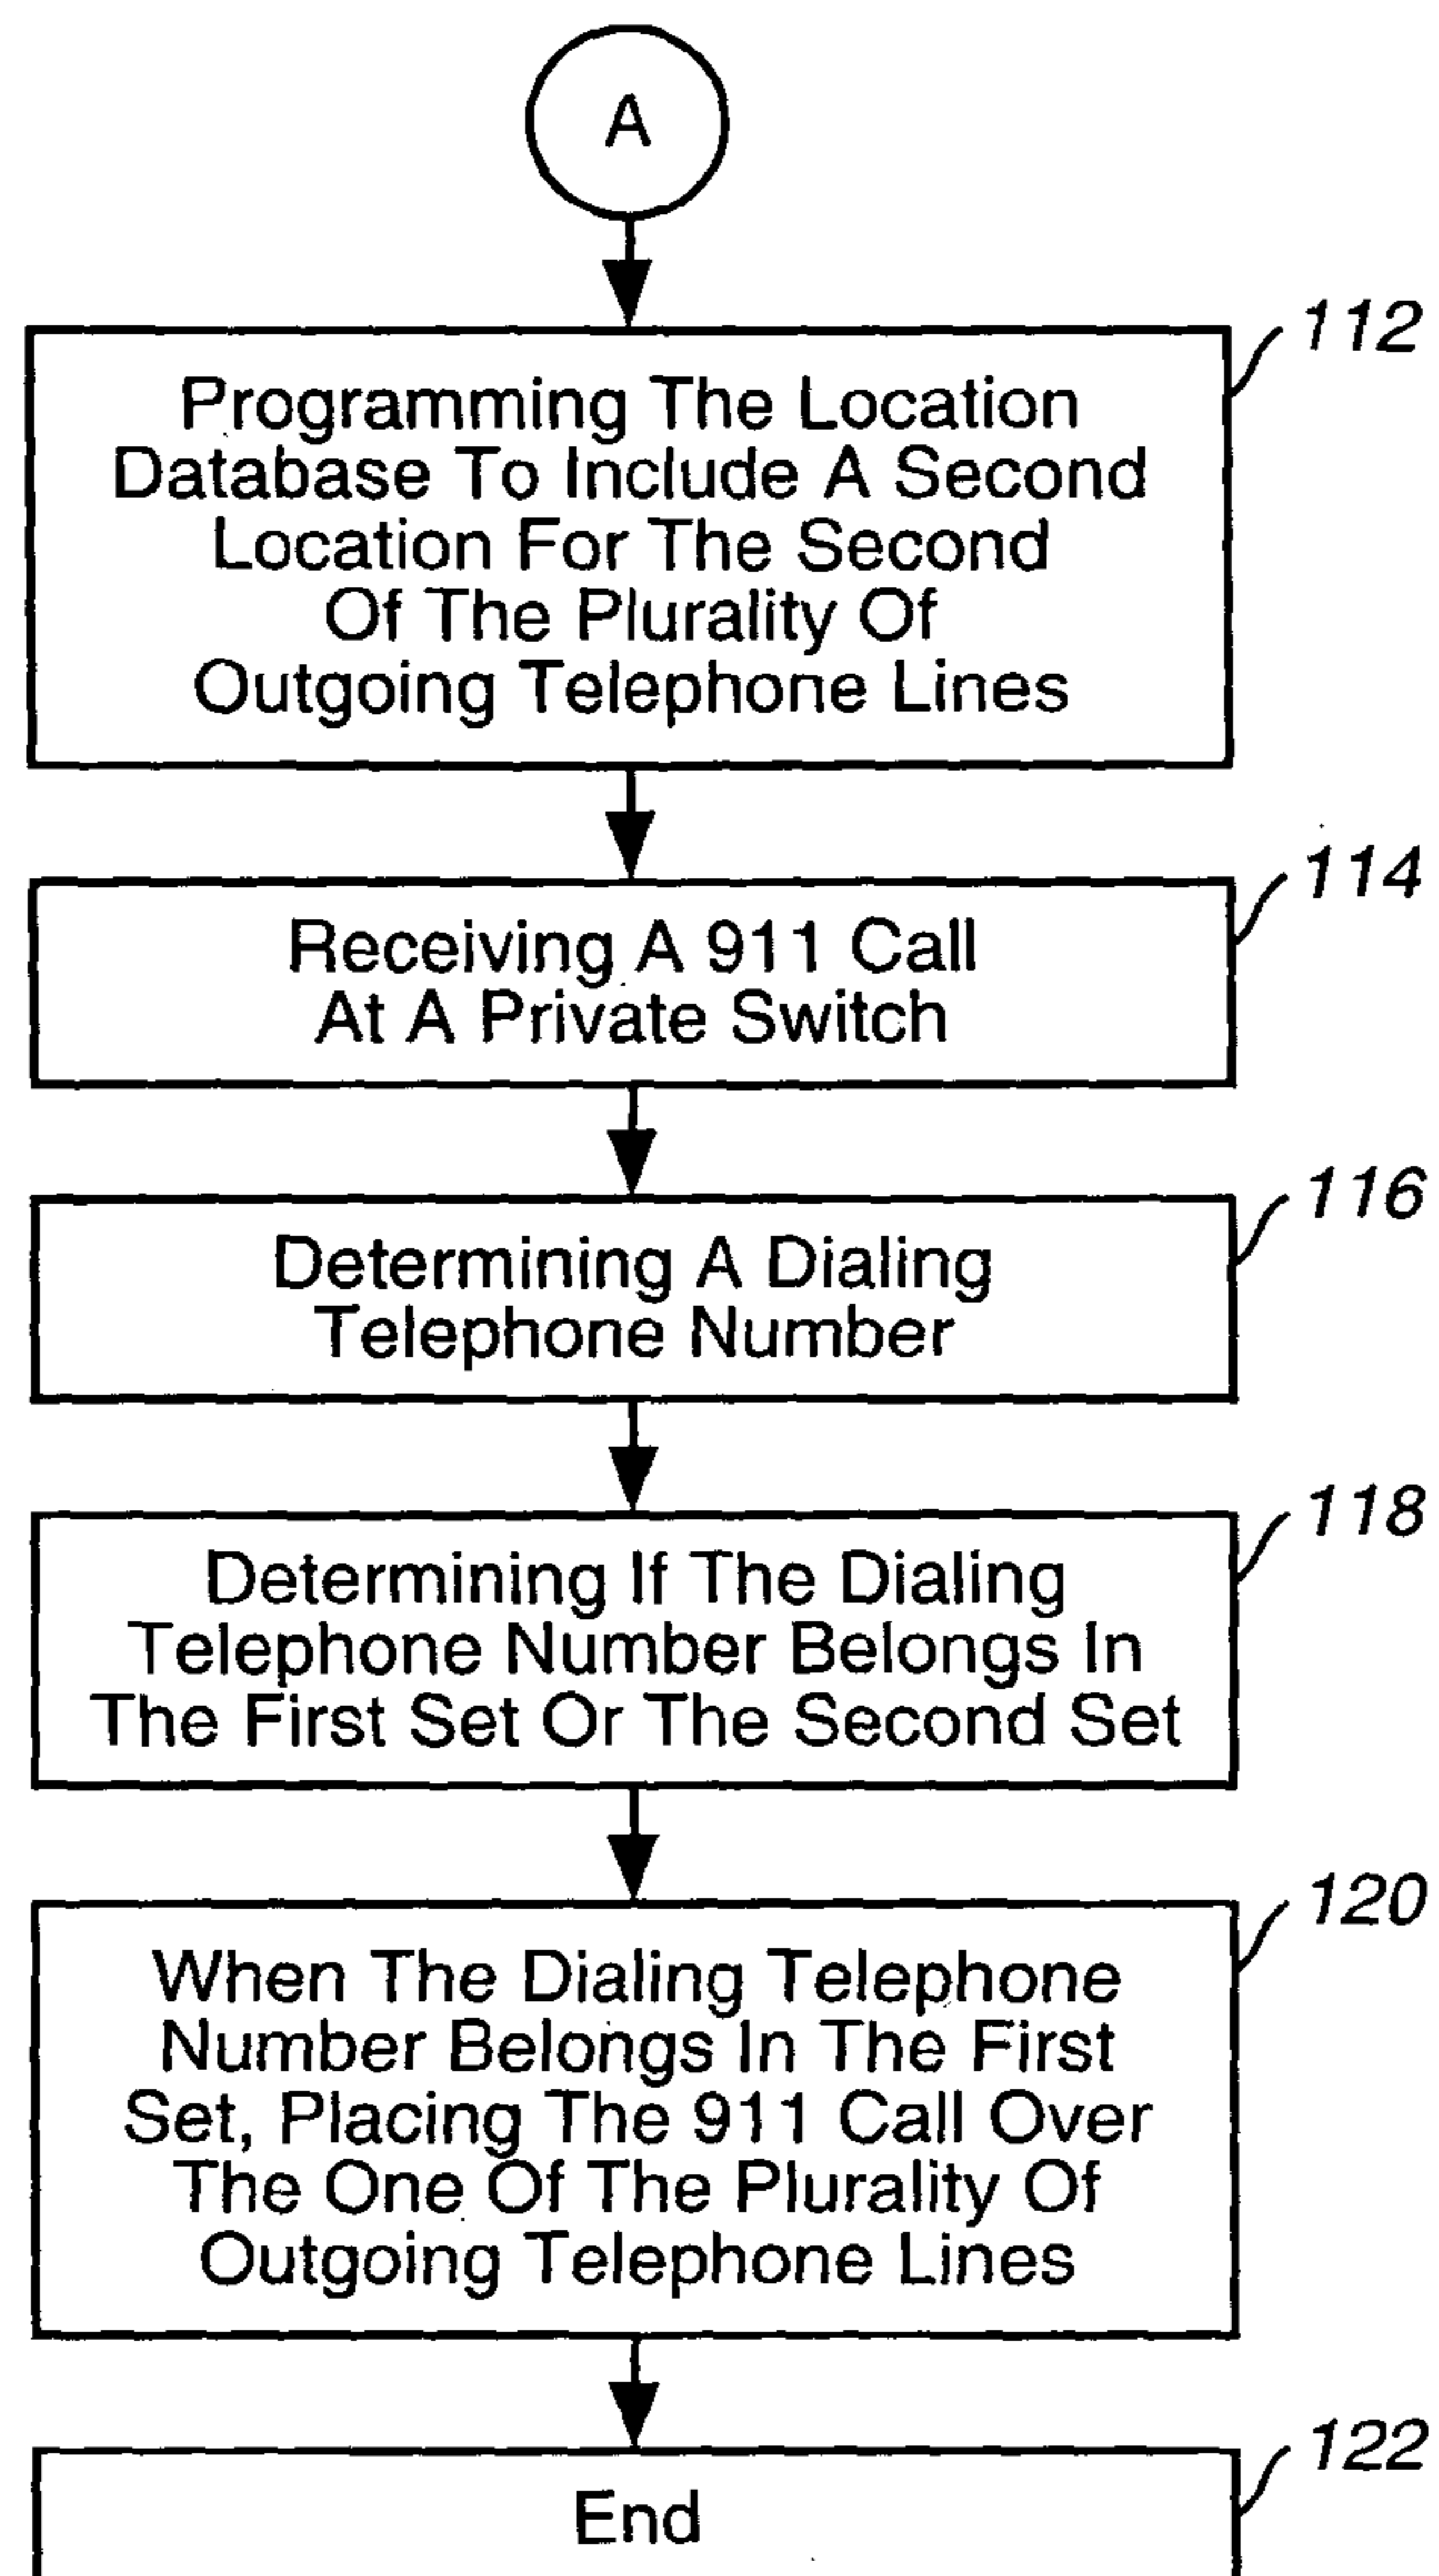 A
112
Programming The Location
Database To Include A Second
Location For The Second
Of The Plurality Of
Outgoing Telephone Lines
114
Receiving A 911 Call
At A Private Switch
116
Determining A Dialing
Telephone Number
118
Determining If The Dialing
Telephone Number Belongs In
The First Set Or The Second Set
120
When The Dialing Telephone
Number Belongs In The First
Set, Placing The 911 Call Over
The One Of The Plurality Of
Outgoing Telephone Lines
122
End